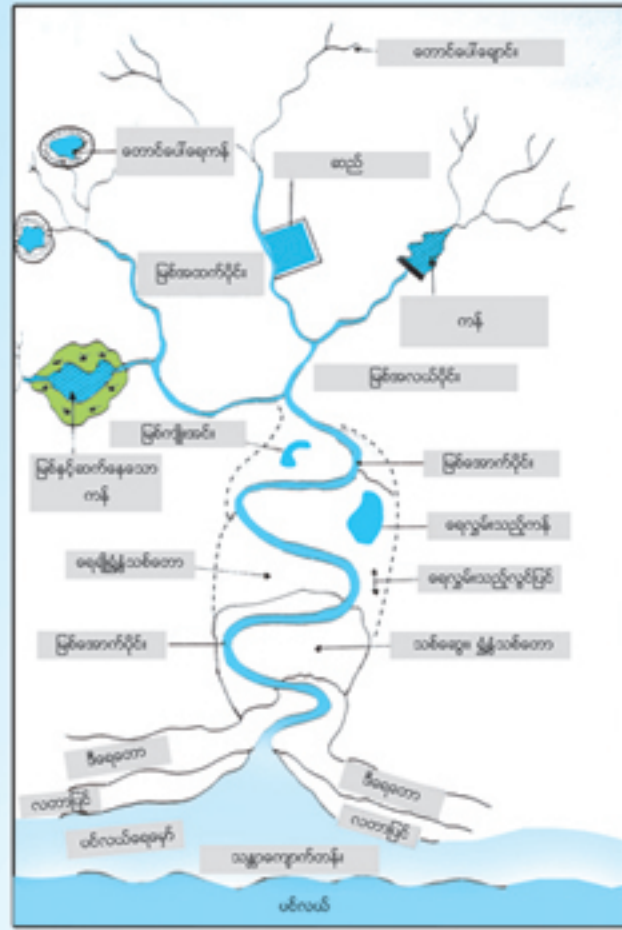 တောင်ပေါ်ချောင်း
တောင်ပေါ်ရေကန်
ဆည်
မြစ်အထက်ပိုင်း
ကန်
မြစ်အလယ်ပိုင်း
မြစ်ကျိုးအင်း
မြစ်အောက်ပိုင်း
မြစ်နှင့်ဆက်နေသော
ကန်
ရေလွှမ်းသည့်ကန်
ရေချိုရွှံ့နွံသစ်တော
ရေလွှမ်းသည့်လွင်ပြင်
မြစ်အောက်ပိုင်း
သစ်ဆွေး ရွှံ့နွံသစ်တော
ဒီရေတော
ဒီရေတော
လတာပြင်
လတာပြင်
ပင်လယ်ရေမှော်
သန္တာကျောက်တန်း
ပင်လယ်